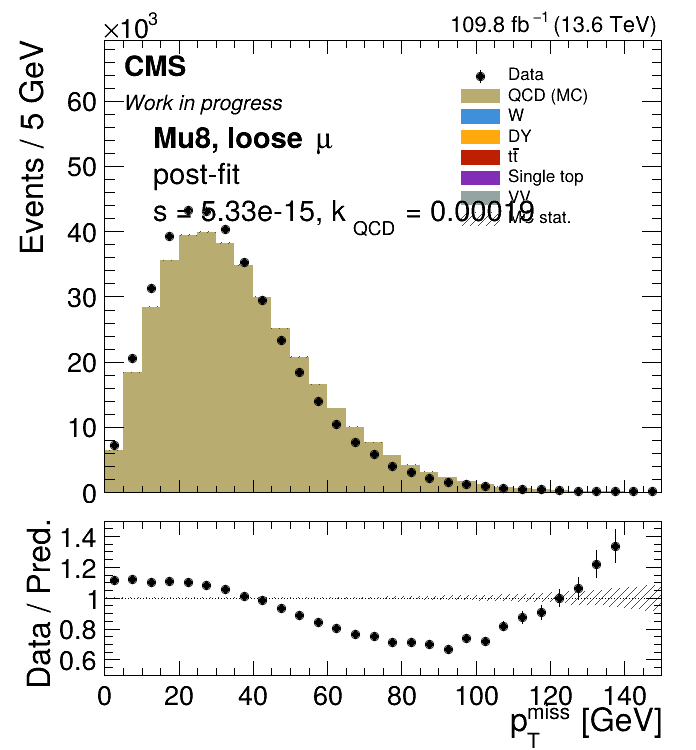 ×10³
109.8 fb⁻¹ (13.6 TeV)
Events / 5 GeV
CMS
Work in progress
Mu8, loose μ
post-fit
s = 5.33e-15, k_QCD = 0.00019
Data
QCD (MC)
W
DY
tt̄
Single top
VV
MC stat.
60
50
40
30
20
10
0
Data / Pred.
1.4
1.2
1
0.8
0.6
0 20 40 60 80 100 120 140
p_T^miss [GeV]